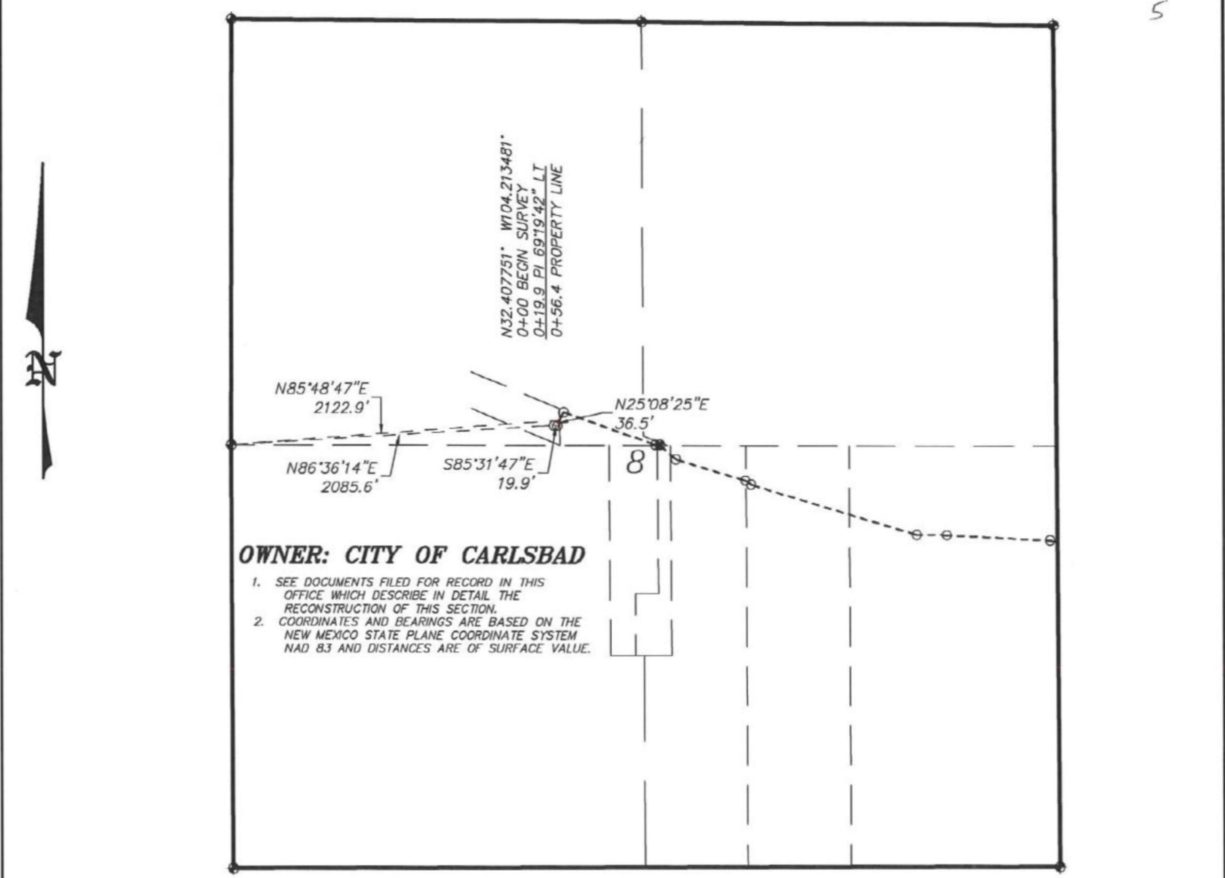 5
N32.407751° W104.213481°
0+00 BEGIN SURVEY
0+19.9 PI 69°19'42" LT
0+56.4 PROPERTY LINE
N
N85°48'47"E
2122.9'
N25°08'25"E
36.5'
N86°36'14"E
2085.6'
S85°31'47"E
19.9'
8
OWNER: CITY OF CARLSBAD
1. SEE DOCUMENTS FILED FOR RECORD IN THIS
OFFICE WHICH DESCRIBE IN DETAIL THE
RECONSTRUCTION OF THIS SECTION.
2. COORDINATES AND BEARINGS ARE BASED ON THE
NEW MEXICO STATE PLANE COORDINATE SYSTEM
NAD 83 AND DISTANCES ARE OF SURFACE VALUE.